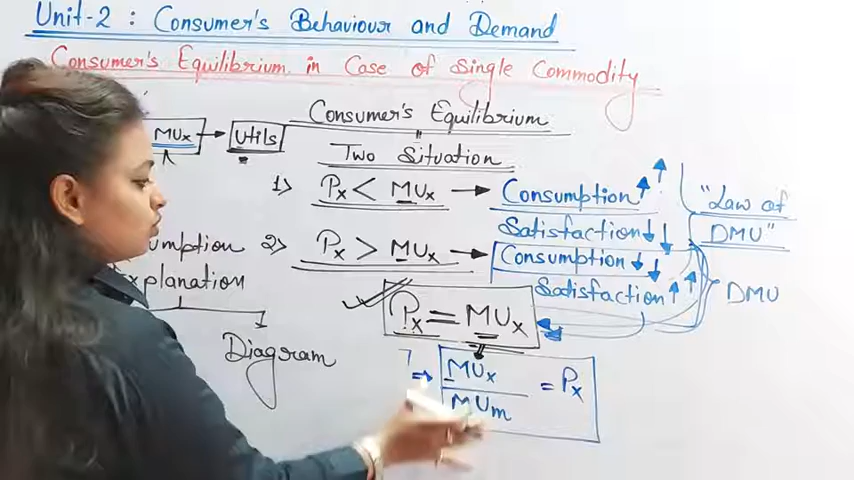 Unit-2 : Consumer's Behaviour and Demand
Consumer's Equilibrium in Case of Single Commodity
MUx → Utils
Consumer's Equilibrium
Two Situation
1) Px < MUx → Consumption ↑↑
Satisfaction ↓↓
2) Px > MUx → Consumption ↓↓
Satisfaction ↑↑
"Law of
DMU"
DMU
Px = MUx
⇒ MUx
MUm
= Px
Diagram